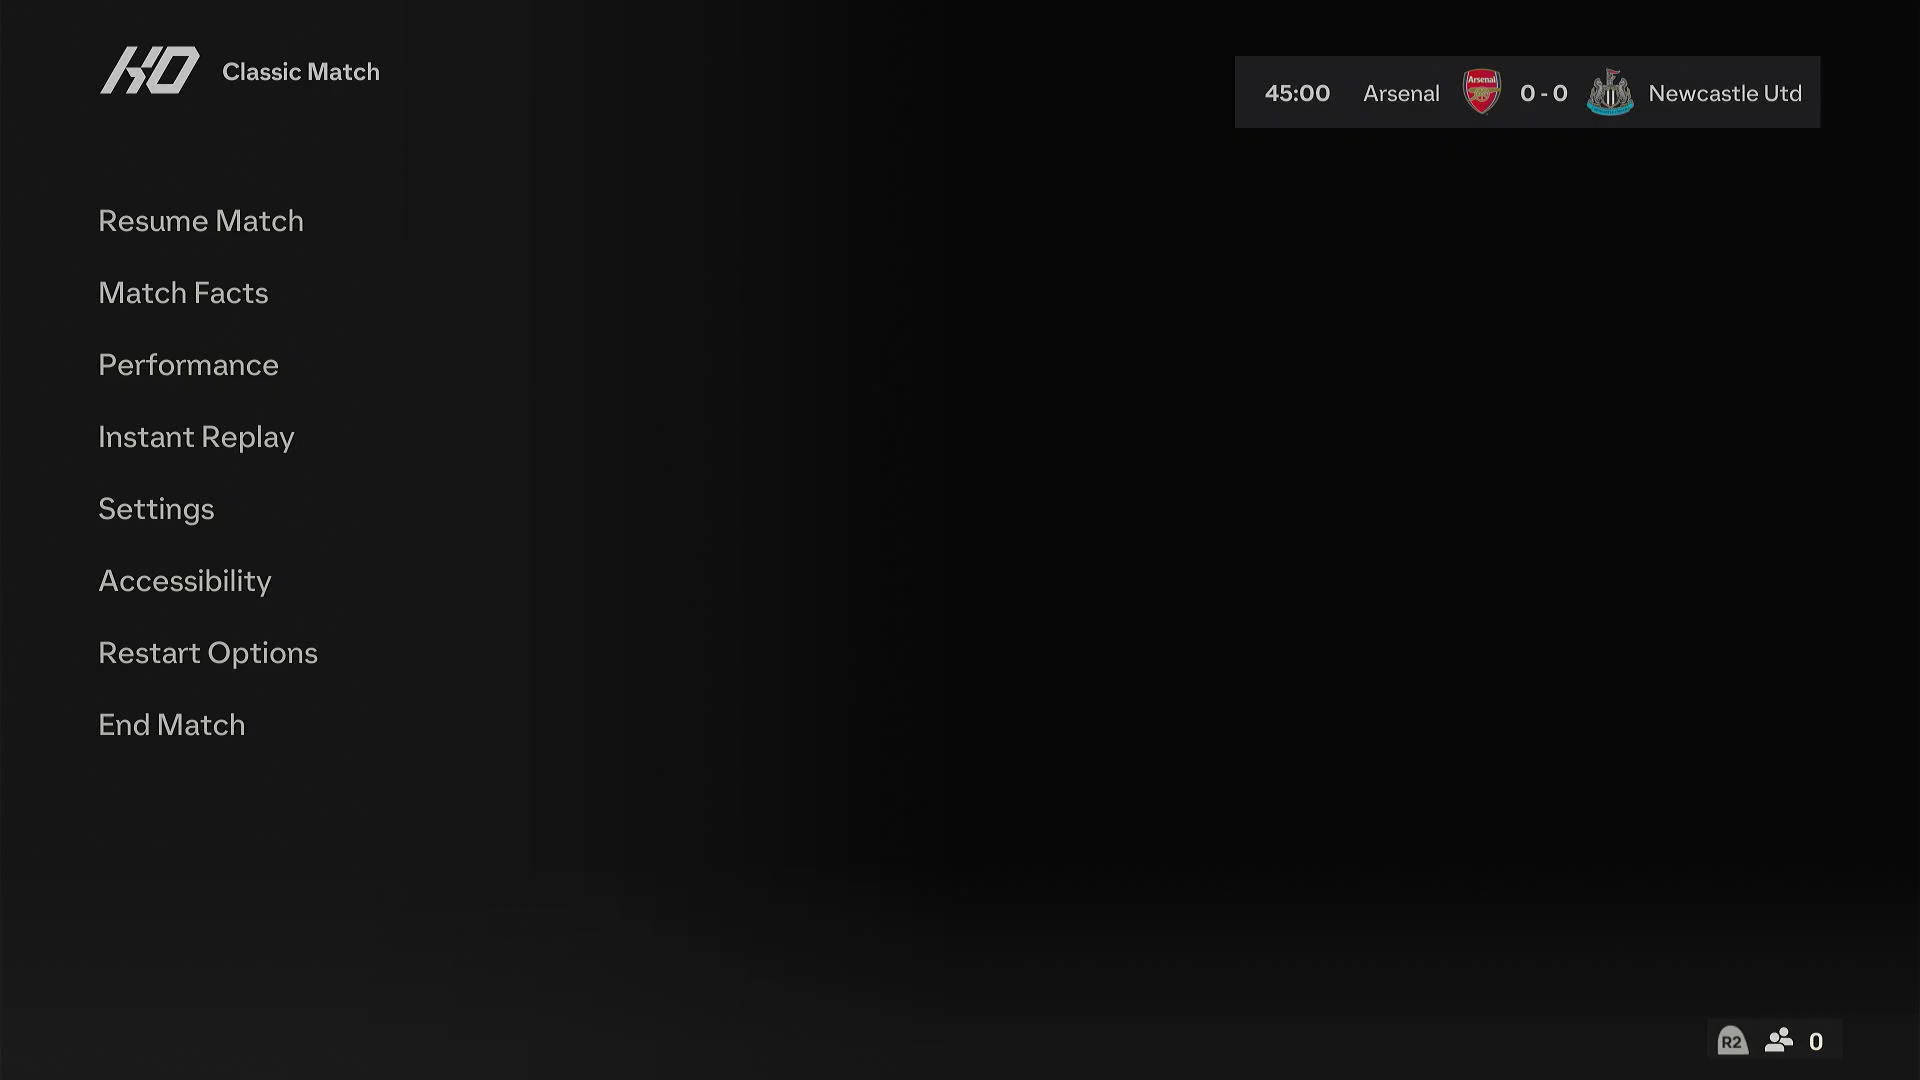 KO Classic Match
45:00 Arsenal Arsenal 0 - 0 Newcastle Utd
Resume Match
Match Facts
Performance
Instant Replay
Settings
Accessibility
Restart Options
End Match
R2 0